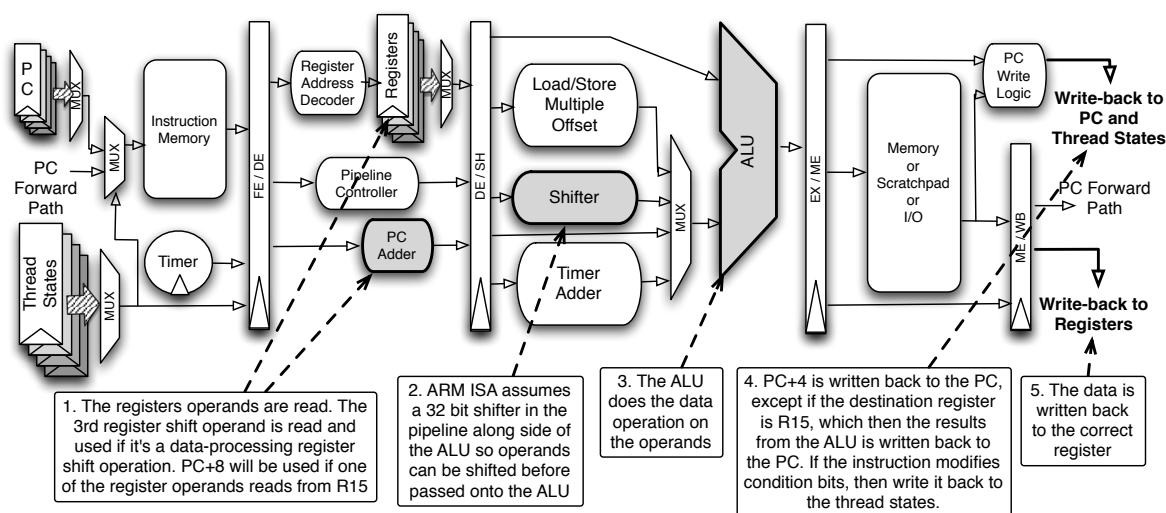 P
C
MUX
MUX
PC
Forward
Path
Thread
States
MUX
Instruction
Memory
Timer
FE / DE
Register
Address
Decoder
Registers
MUX
Pipeline
Controller
PC
Adder
DE / SH
Load/Store
Multiple
Offset
Shifter
Timer
Adder
MUX
ALU
EX / ME
Memory
or
Scratchpad
or
I/O
PC
Write
Logic
ME / WB
Write-back to
PC and
Thread States
PC Forward
Path
Write-back to
Registers
1. The registers operands are read. The
3rd register shift operand is read and
used if it's a data-processing register
shift operation. PC+8 will be used if one
of the register operands reads from R15
2. ARM ISA assumes
a 32 bit shifter in the
pipeline along side of
the ALU so operands
can be shifted before
passed onto the ALU
3. The ALU
does the data
operation on
the operands
4. PC+4 is written back to the PC,
except if the destination register
is R15, which then the results
from the ALU is written back to
the PC. If the instruction modifies
condition bits, then write it back to
the thread states.
5. The data is
written back
to the correct
register